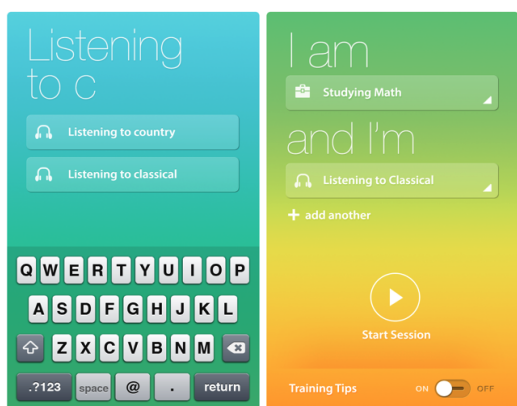 Listening
to c
Listening to country
Listening to classical
Q W E R T Y U I O P
A S D F G H J K L
Z X C V B N M
.?123 space @ . return
I am
Studying Math
and I'm
Listening to Classical
+ add another
Start Session
Training Tips ON OFF